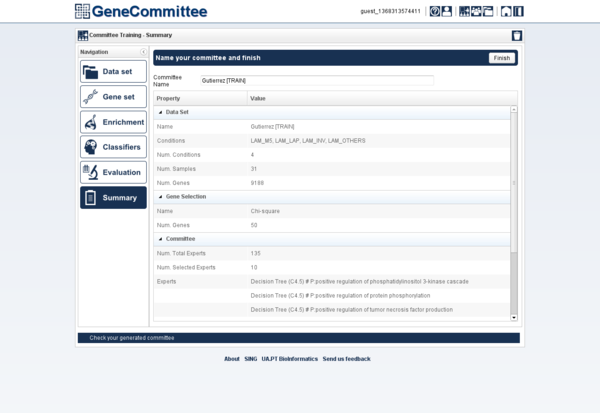 GeneCommittee
guest_1368313574411
Committee Training - Summary
Navigation
Data set
Gene set
Enrichment
Classifiers
Evaluation
Summary
Name your committee and finish
Finish
Committee Name
Gutierrez [TRAIN]
Property Value
Data Set
Name Gutierrez [TRAIN]
Conditions LAM_M5, LAM_LAP, LAM_INV, LAM_OTHERS
Num. Conditions 4
Num. Samples 31
Num. Genes 9188
Gene Selection
Name Chi-square
Num. Genes 50
Committee
Num. Total Experts 135
Num. Selected Experts 10
Experts Decision Tree (C4.5) # P:positive regulation of phosphatidylinositol 3-kinase cascade
Decision Tree (C4.5) # P:positive regulation of protein phosphorylation
Decision Tree (C4.5) # P:positive regulation of tumor necrosis factor production
Check your generated committee
About SING UA.PT Bioinformatics Send us feedback